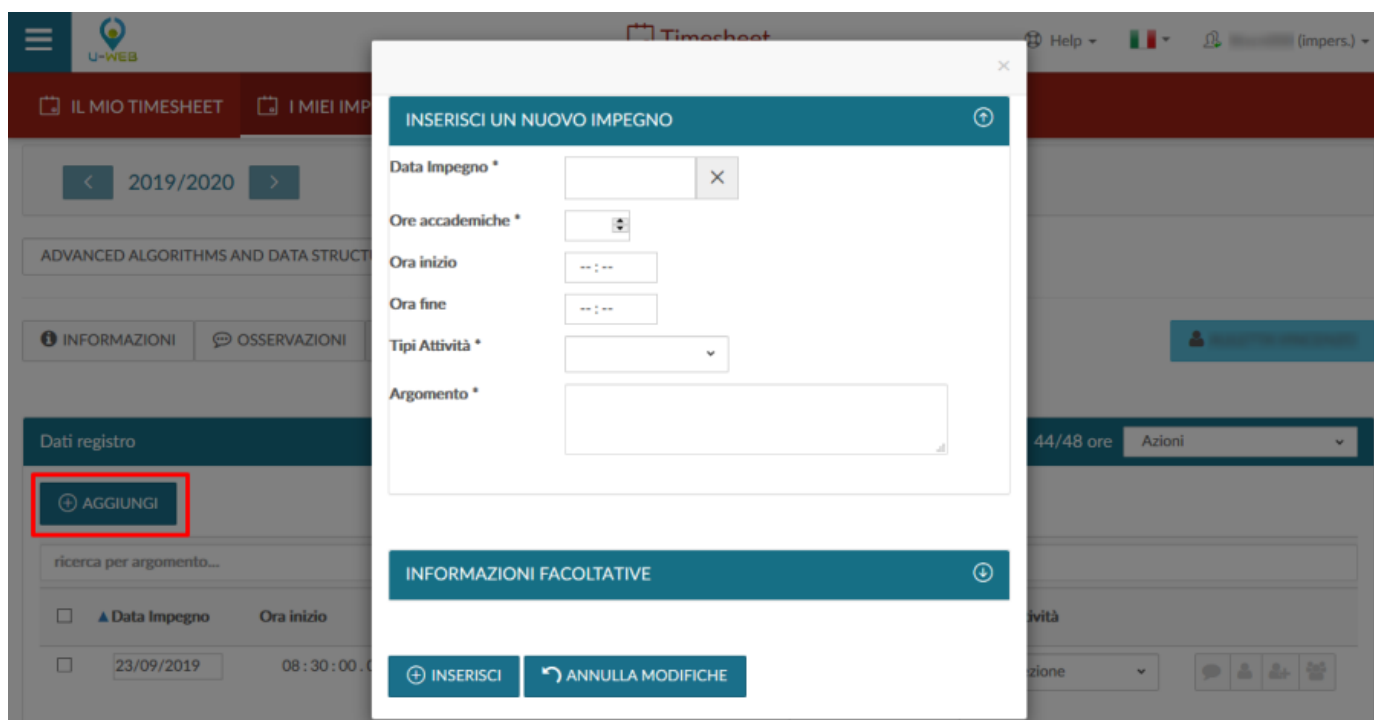 U-WEB
Timesheet
Help
(impers.)
IL MIO TIMESHEET
I MIEI IMP
2019/2020
ADVANCED ALGORITHMS AND DATA STRUCT
INFORMAZIONI
OSSERVAZIONI
Dati registro
44/48 ore
Azioni
AGGIUNGI
ricerca per argomento...
Data Impegno
Ora inizio
ività
23/09/2019
08:30:00.0
zione
INSERISCI UN NUOVO IMPEGNO
Data Impegno *
Ore accademiche *
Ora inizio
-- : --
Ora fine
-- : --
Tipi Attività *
Argomento *
INFORMAZIONI FACOLTATIVE
INSERISCI
ANNULLA MODIFICHE